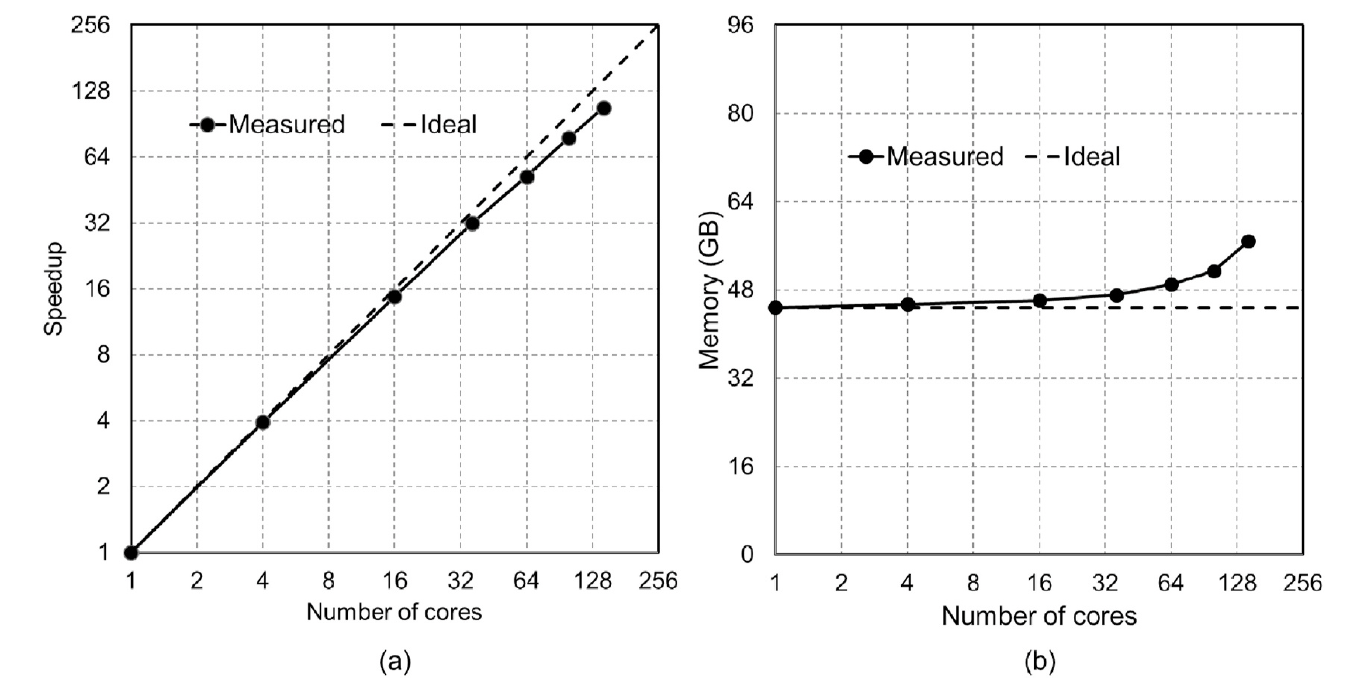 256
128
64
32
16
8
4
2
1
Speedup
Measured Ideal
1 2 4 8 16 32 64 128 256
Number of cores
(a)
96
80
64
48
32
16
0
Memory (GB)
Measured Ideal
1 2 4 8 16 32 64 128 256
Number of cores
(b)